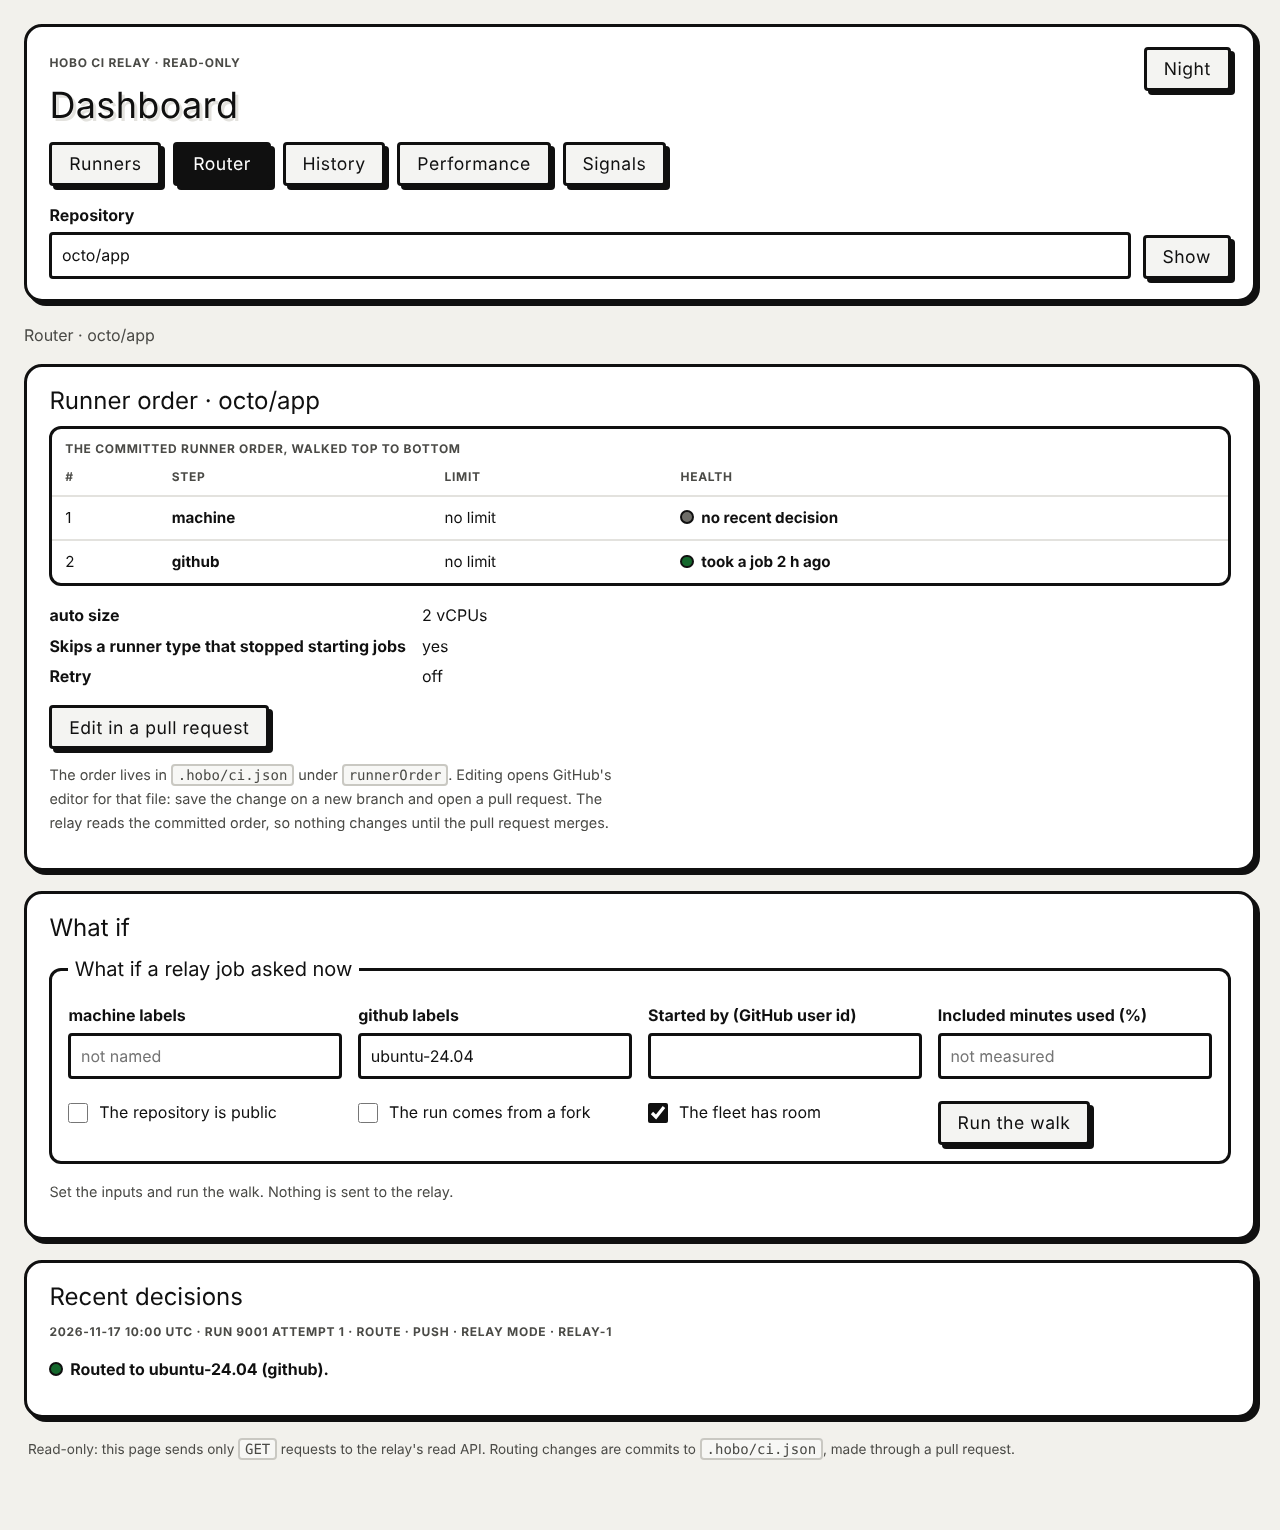 HOBO CI RELAY · READ-ONLY
Night
Dashboard
Runners
Router
History
Performance
Signals
Repository
octo/app
Show
Router · octo/app
Runner order · octo/app
THE COMMITTED RUNNER ORDER, WALKED TOP TO BOTTOM
# STEP LIMIT HEALTH
1 machine no limit no recent decision
2 github no limit took a job 2 h ago
auto size 2 vCPUs
Skips a runner type that stopped starting jobs yes
Retry off
Edit in a pull request
The order lives in .hobo/ci.json under runnerOrder. Editing opens GitHub's
editor for that file: save the change on a new branch and open a pull request. The
relay reads the committed order, so nothing changes until the pull request merges.
What if
What if a relay job asked now
machine labels github labels Started by (GitHub user id) Included minutes used (%)
not named ubuntu-24.04 not measured
The repository is public The run comes from a fork The fleet has room Run the walk
Set the inputs and run the walk. Nothing is sent to the relay.
Recent decisions
2026-11-17 10:00 UTC · RUN 9001 ATTEMPT 1 · ROUTE · PUSH · RELAY MODE · RELAY-1
Routed to ubuntu-24.04 (github).
Read-only: this page sends only GET requests to the relay's read API. Routing changes are commits to .hobo/ci.json, made through a pull request.